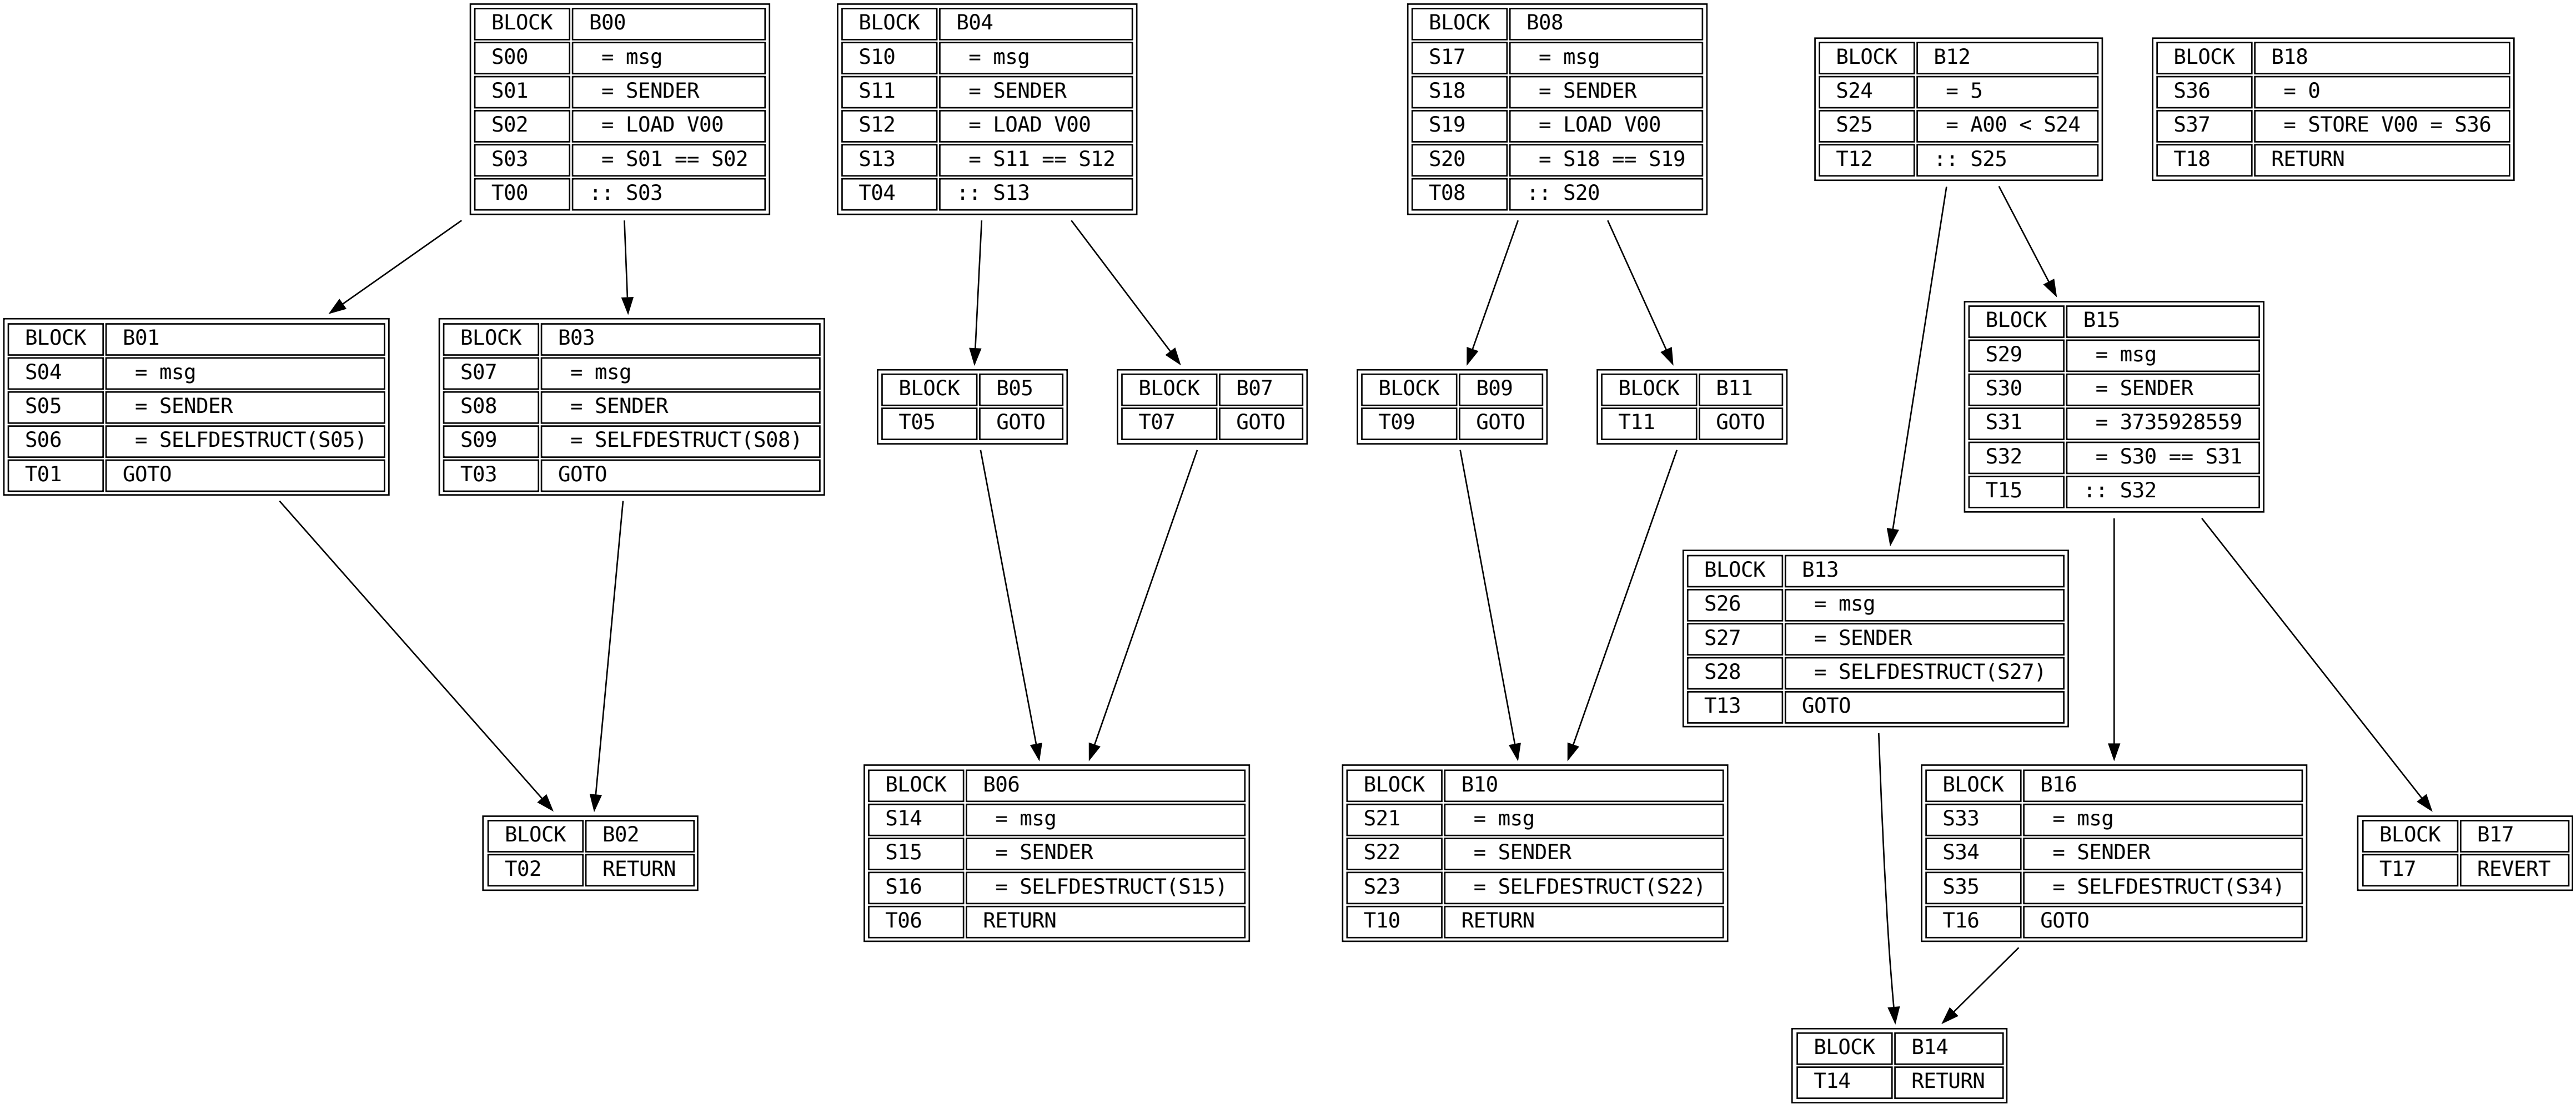 BLOCK B00
S00 = msg
S01 = SENDER
S02 = LOAD V00
S03 = S01 == S02
T00 :: S03
BLOCK B04
S10 = msg
S11 = SENDER
S12 = LOAD V00
S13 = S11 == S12
T04 :: S13
BLOCK B08
S17 = msg
S18 = SENDER
S19 = LOAD V00
S20 = S18 == S19
T08 :: S20
BLOCK B12
S24 = 5
S25 = A00 < S24
T12 :: S25
BLOCK B18
S36 = 0
S37 = STORE V00 = S36
T18 RETURN
BLOCK B01
S04 = msg
S05 = SENDER
S06 = SELFDESTRUCT(S05)
T01 GOTO
BLOCK B03
S07 = msg
S08 = SENDER
S09 = SELFDESTRUCT(S08)
T03 GOTO
BLOCK B05
T05 GOTO
BLOCK B07
T07 GOTO
BLOCK B09
T09 GOTO
BLOCK B11
T11 GOTO
BLOCK B15
S29 = msg
S30 = SENDER
S31 = 3735928559
S32 = S30 == S31
T15 :: S32
BLOCK B13
S26 = msg
S27 = SENDER
S28 = SELFDESTRUCT(S27)
T13 GOTO
BLOCK B02
T02 RETURN
BLOCK B06
S14 = msg
S15 = SENDER
S16 = SELFDESTRUCT(S15)
T06 RETURN
BLOCK B10
S21 = msg
S22 = SENDER
S23 = SELFDESTRUCT(S22)
T10 RETURN
BLOCK B16
S33 = msg
S34 = SENDER
S35 = SELFDESTRUCT(S34)
T16 GOTO
BLOCK B17
T17 REVERT
BLOCK B14
T14 RETURN